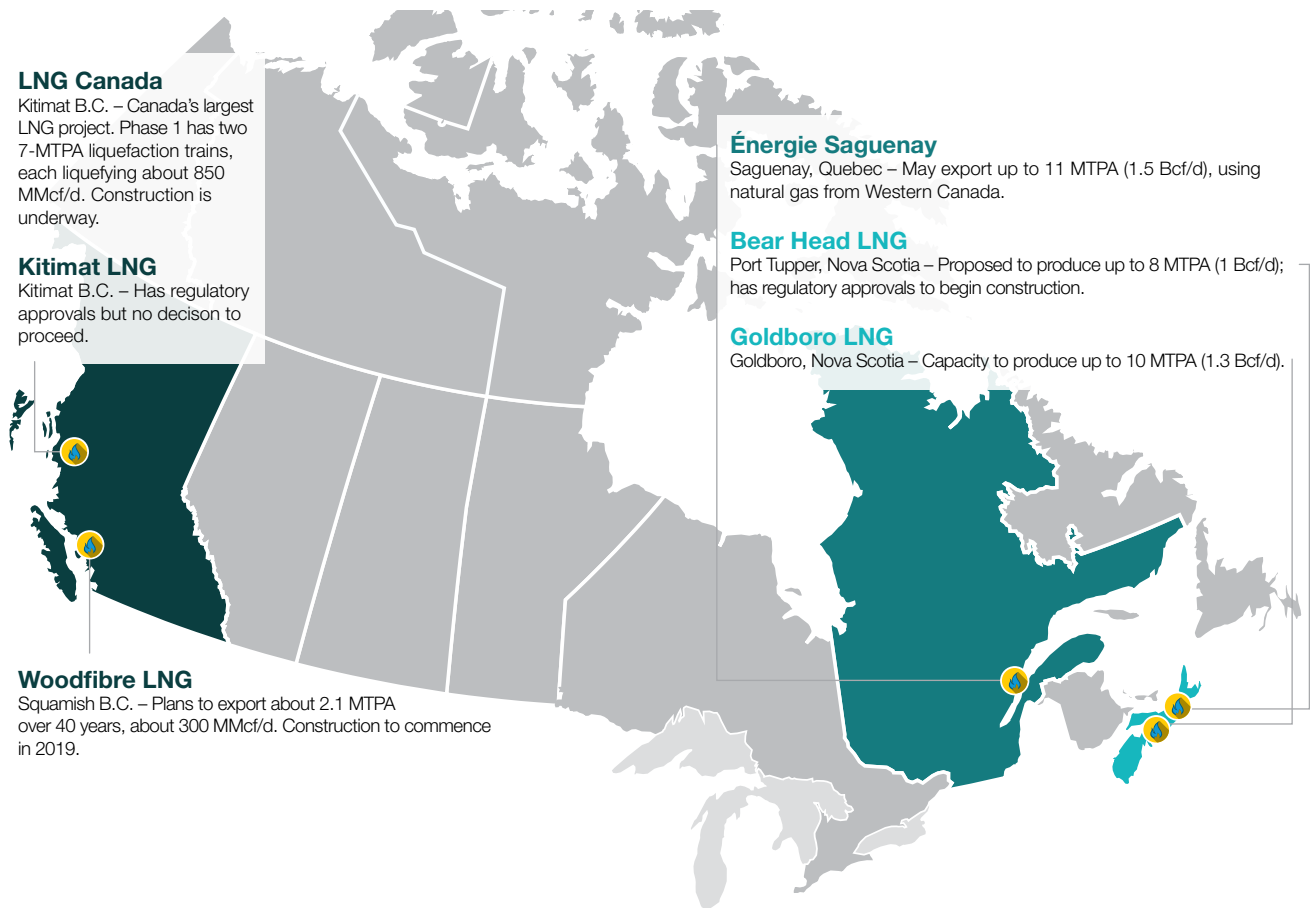 LNG Canada
Kitimat B.C. – Canada's largest
LNG project. Phase 1 has two
7-MTPA liquefaction trains,
each liquefying about 850
MMcf/d. Construction is
underway.
Kitimat LNG
Kitimat B.C. – Has regulatory
approvals but no decison to
proceed.
Woodfibre LNG
Squamish B.C. – Plans to export about 2.1 MTPA
over 40 years, about 300 MMcf/d. Construction to commence
in 2019.
Énergie Saguenay
Saguenay, Quebec – May export up to 11 MTPA (1.5 Bcf/d), using
natural gas from Western Canada.
Bear Head LNG
Port Tupper, Nova Scotia – Proposed to produce up to 8 MTPA (1 Bcf/d);
has regulatory approvals to begin construction.
Goldboro LNG
Goldboro, Nova Scotia – Capacity to produce up to 10 MTPA (1.3 Bcf/d).